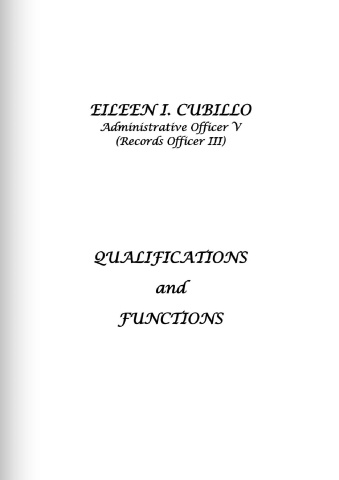 EILEEN I. CUBILLO
Administrative Officer V
(Records Officer III)
QUALIFICATIONS
and
FUNCTIONS